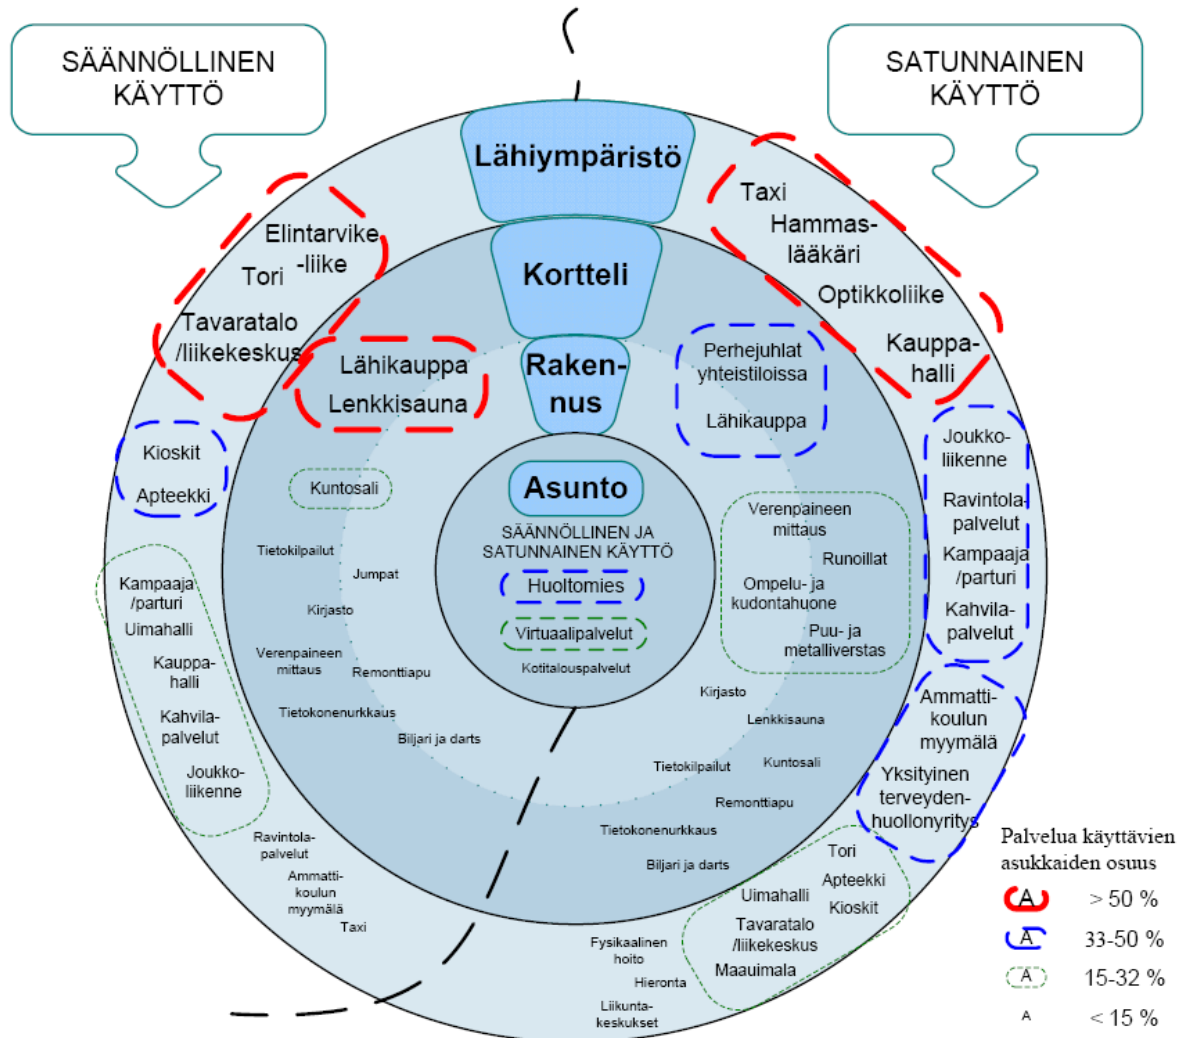 SÄÄNNÖLLINEN
KÄYTTÖ
SATUNNAINEN
KÄYTTÖ
Lähiympäristö
Kortteli
Raken-
nus
Asunto
SÄÄNNÖLLINEN JA
SATUNNAINEN KÄYTTÖ
Huoltomies
Virtuaalipalvelut
Kotitalouspalvelut
Elintarvike
-liike
Tori
Tavaratalo
/liikekeskus
Lähikauppa
Lenkkisauna
Kioskit
Apteekki
Kuntosali
Tietokilpailut
Jumpat
Kirjasto
Verenpaineen
mittaus
Remonttiapu
Tietokonenurkkaus
Biljari ja darts
Kampaaja
/parturi
Uimahalli
Kauppa-
halli
Kahvila-
palvelut
Joukko-
liikenne
Ravintola-
palvelut
Ammatti-
koulun
myymälä
Taxi
Taxi
Hammas-
lääkäri
Optikkoliike
Kauppa-
halli
Perhejuhlat
yhteistiloissa
Lähikauppa
Joukko-
liikenne
Ravintola-
palvelut
Kampaaja
/parturi
Kahvila-
palvelut
Verenpaineen
mittaus
Runoillat
Ompelu- ja
kudontahuone
Puu- ja
metalliverstas
Kirjasto
Lenkkisauna
Tietokilpailut
Kuntosali
Remonttiapu
Tietokonenurkkaus
Biljari ja darts
Ammatti-
koulun
myymälä
Yksityinen
terveyden-
huollonyritys
Tori
Apteekki
Uimahalli
Kioskit
Tavaratalo
/liikekeskus
Maauimala
Fysikaalinen
hoito
Hieronta
Liikunta-
keskukset
Palvelua käyttävien
asukkaiden osuus
A > 50 %
A 33-50 %
A 15-32 %
A < 15 %